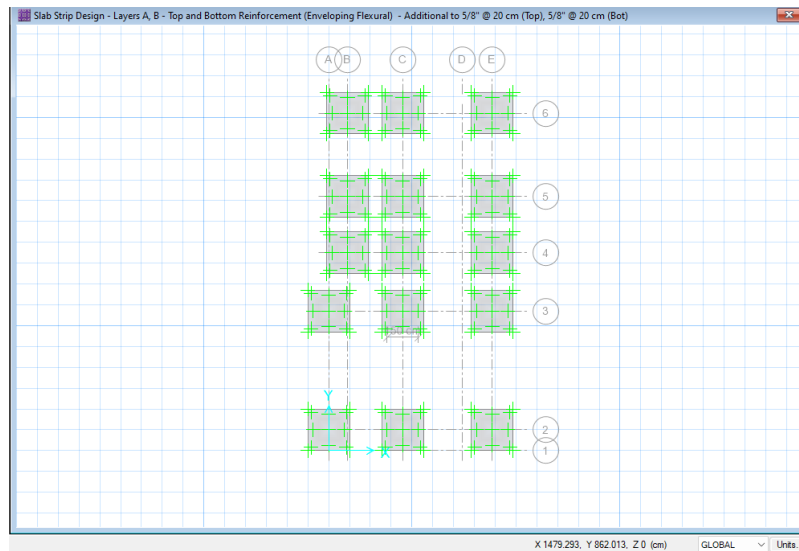 Slab Strip Design - Layers A, B - Top and Bottom Reinforcement (Enveloping Flexural) - Additional to 5/8" @ 20 cm (Top), 5/8" @ 20 cm (Bot)
A B C D E
6
5
4
3
Y
2
X
1
X 1479.293, Y 862.013, Z 0 (cm) GLOBAL Units...